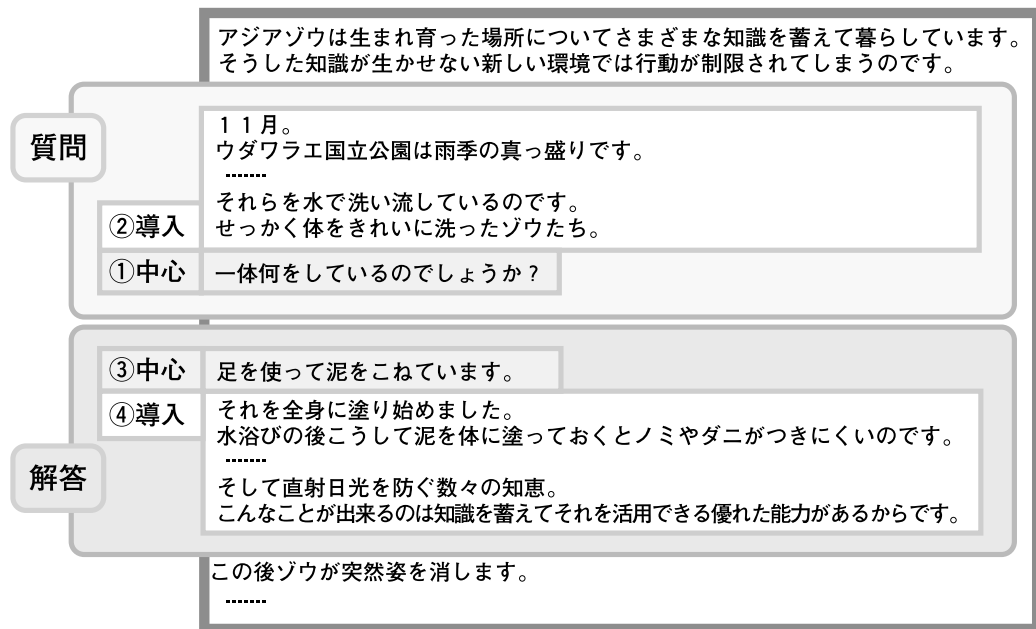 アジアゾウは生まれ育った場所についてさまざまな知識を蓄えて暮らしています。
そうした知識が生かせない新しい環境では行動が制限されてしまうのです。
質問
11月。
ウダワラエ国立公園は雨季の真っ盛りです。
.......
それらを水で洗い流しているのです。
②導入 せっかく体をきれいに洗ったゾウたち。
①中心 一体何をしているのでしょうか?
③中心 足を使って泥をこねています。
④導入 それを全身に塗り始めました。
水浴びの後こうして泥を体に塗っておくとノミやダニがつきにくいのです。
.......
解答
そして直射日光を防ぐ数々の知恵。
こんなことが出来るのは知識を蓄えてそれを活用できる優れた能力があるからです。
この後ゾウが突然姿を消します。
.......